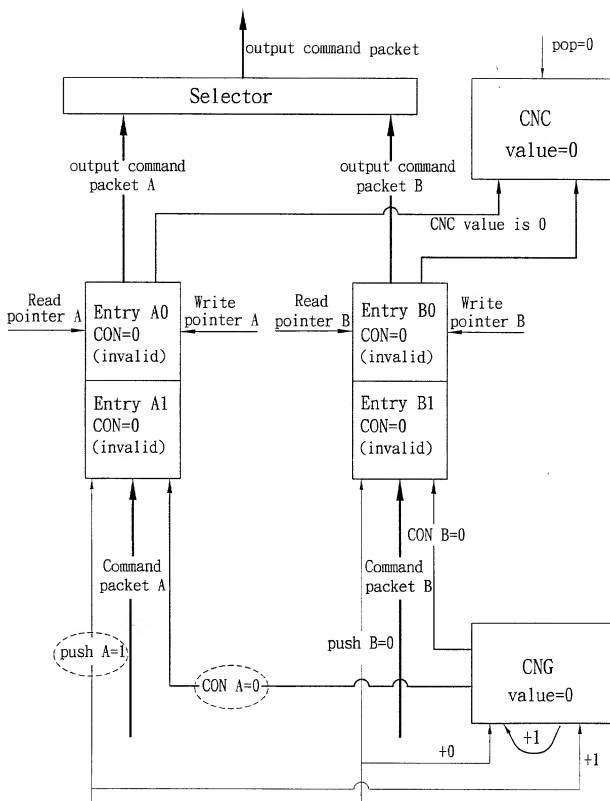 output command packet
pop=0
Selector
CNC
value=0
output command
packet A
output command
packet B
CNC value is 0
Read
pointer A
Entry A0
CON=0
(invalid)
Write
pointer A
Read
pointer B
Entry B0
CON=0
(invalid)
Write
pointer B
Entry A1
CON=0
(invalid)
Entry B1
CON=0
(invalid)
CON B=0
Command
packet A
Command
packet B
push A=1
push B=0
CON A=0
CNG
value=0
+0
+1
+1